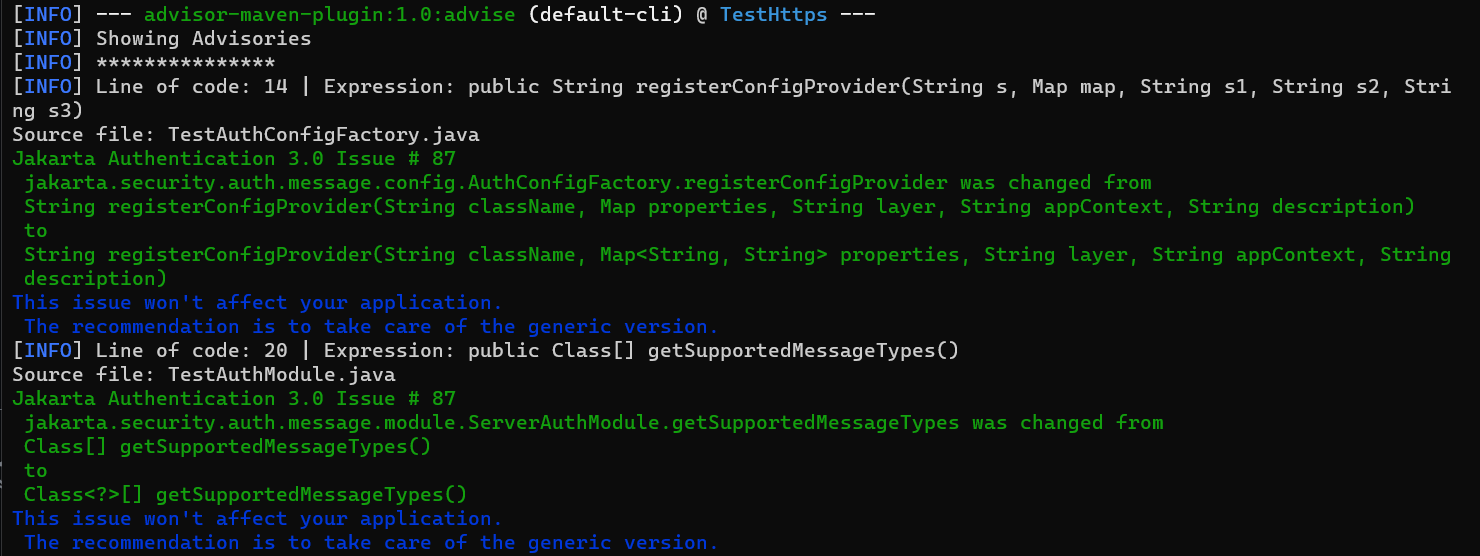 [INFO] --- advisor-maven-plugin:1.0:advise (default-cli) @ TestHttps ---
[INFO] Showing Advisories
[INFO] ***************
[INFO] Line of code: 14 | Expression: public String registerConfigProvider(String s, Map map, String s1, String s2, Stri
ng s3)
Source file: TestAuthConfigFactory.java
Jakarta Authentication 3.0 Issue # 87
 jakarta.security.auth.message.config.AuthConfigFactory.registerConfigProvider was changed from
 String registerConfigProvider(String className, Map properties, String layer, String appContext, String description)
 to
 String registerConfigProvider(String className, Map<String, String> properties, String layer, String appContext, String
 description)
This issue won't affect your application.
 The recommendation is to take care of the generic version.
[INFO] Line of code: 20 | Expression: public Class[] getSupportedMessageTypes()
Source file: TestAuthModule.java
Jakarta Authentication 3.0 Issue # 87
 jakarta.security.auth.message.module.ServerAuthModule.getSupportedMessageTypes was changed from
 Class[] getSupportedMessageTypes()
 to
 Class<?>[] getSupportedMessageTypes()
This issue won't affect your application.
 The recommendation is to take care of the generic version.